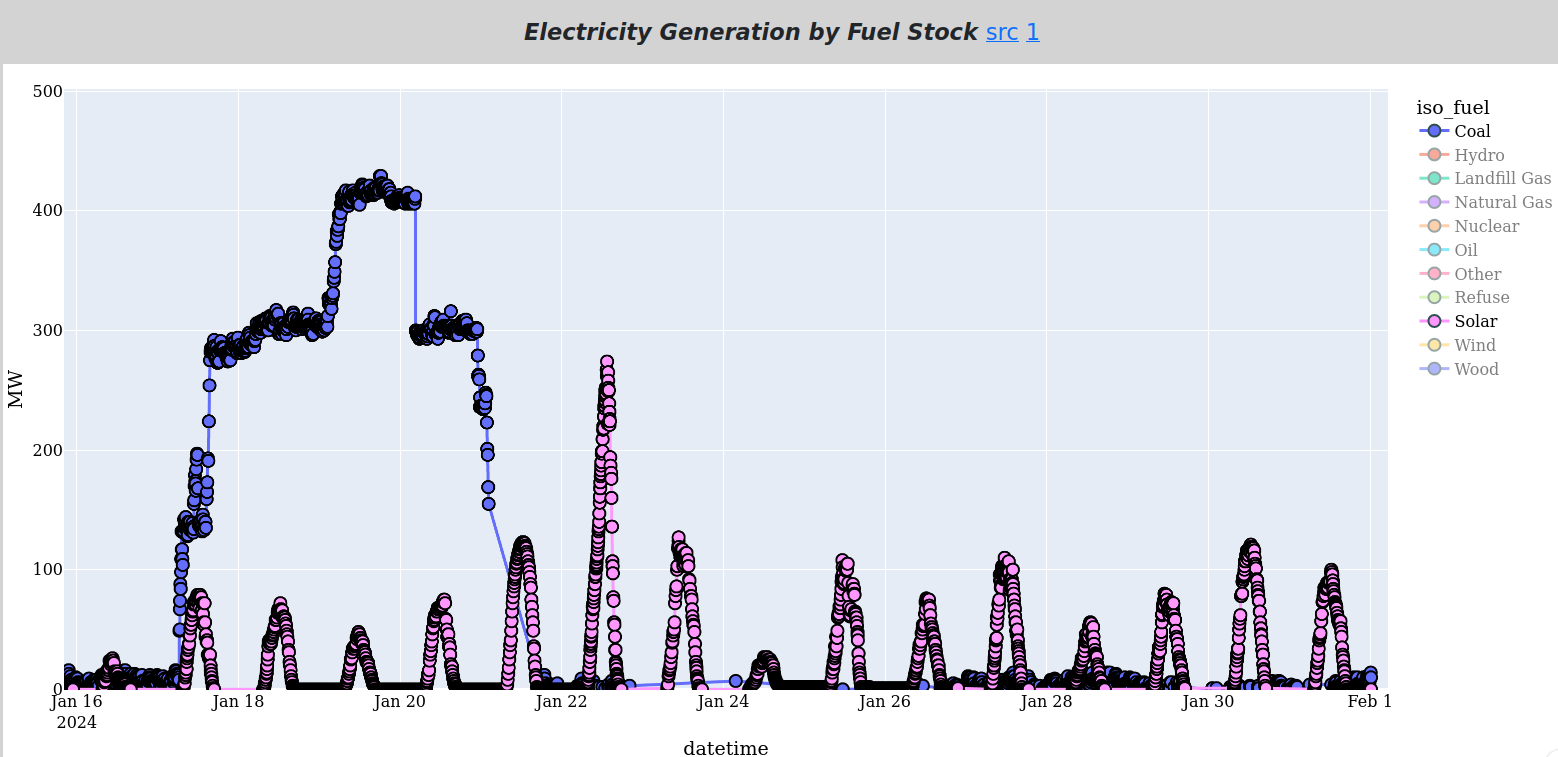 Electricity Generation by Fuel Stock src 1
500
400
300
200
100
0
MW
Jan 16
2024
Jan 18
Jan 20
Jan 22
Jan 24
Jan 26
Jan 28
Jan 30
Feb 1
datetime
iso_fuel
Coal
Hydro
Landfill Gas
Natural Gas
Nuclear
Oil
Other
Refuse
Solar
Wind
Wood